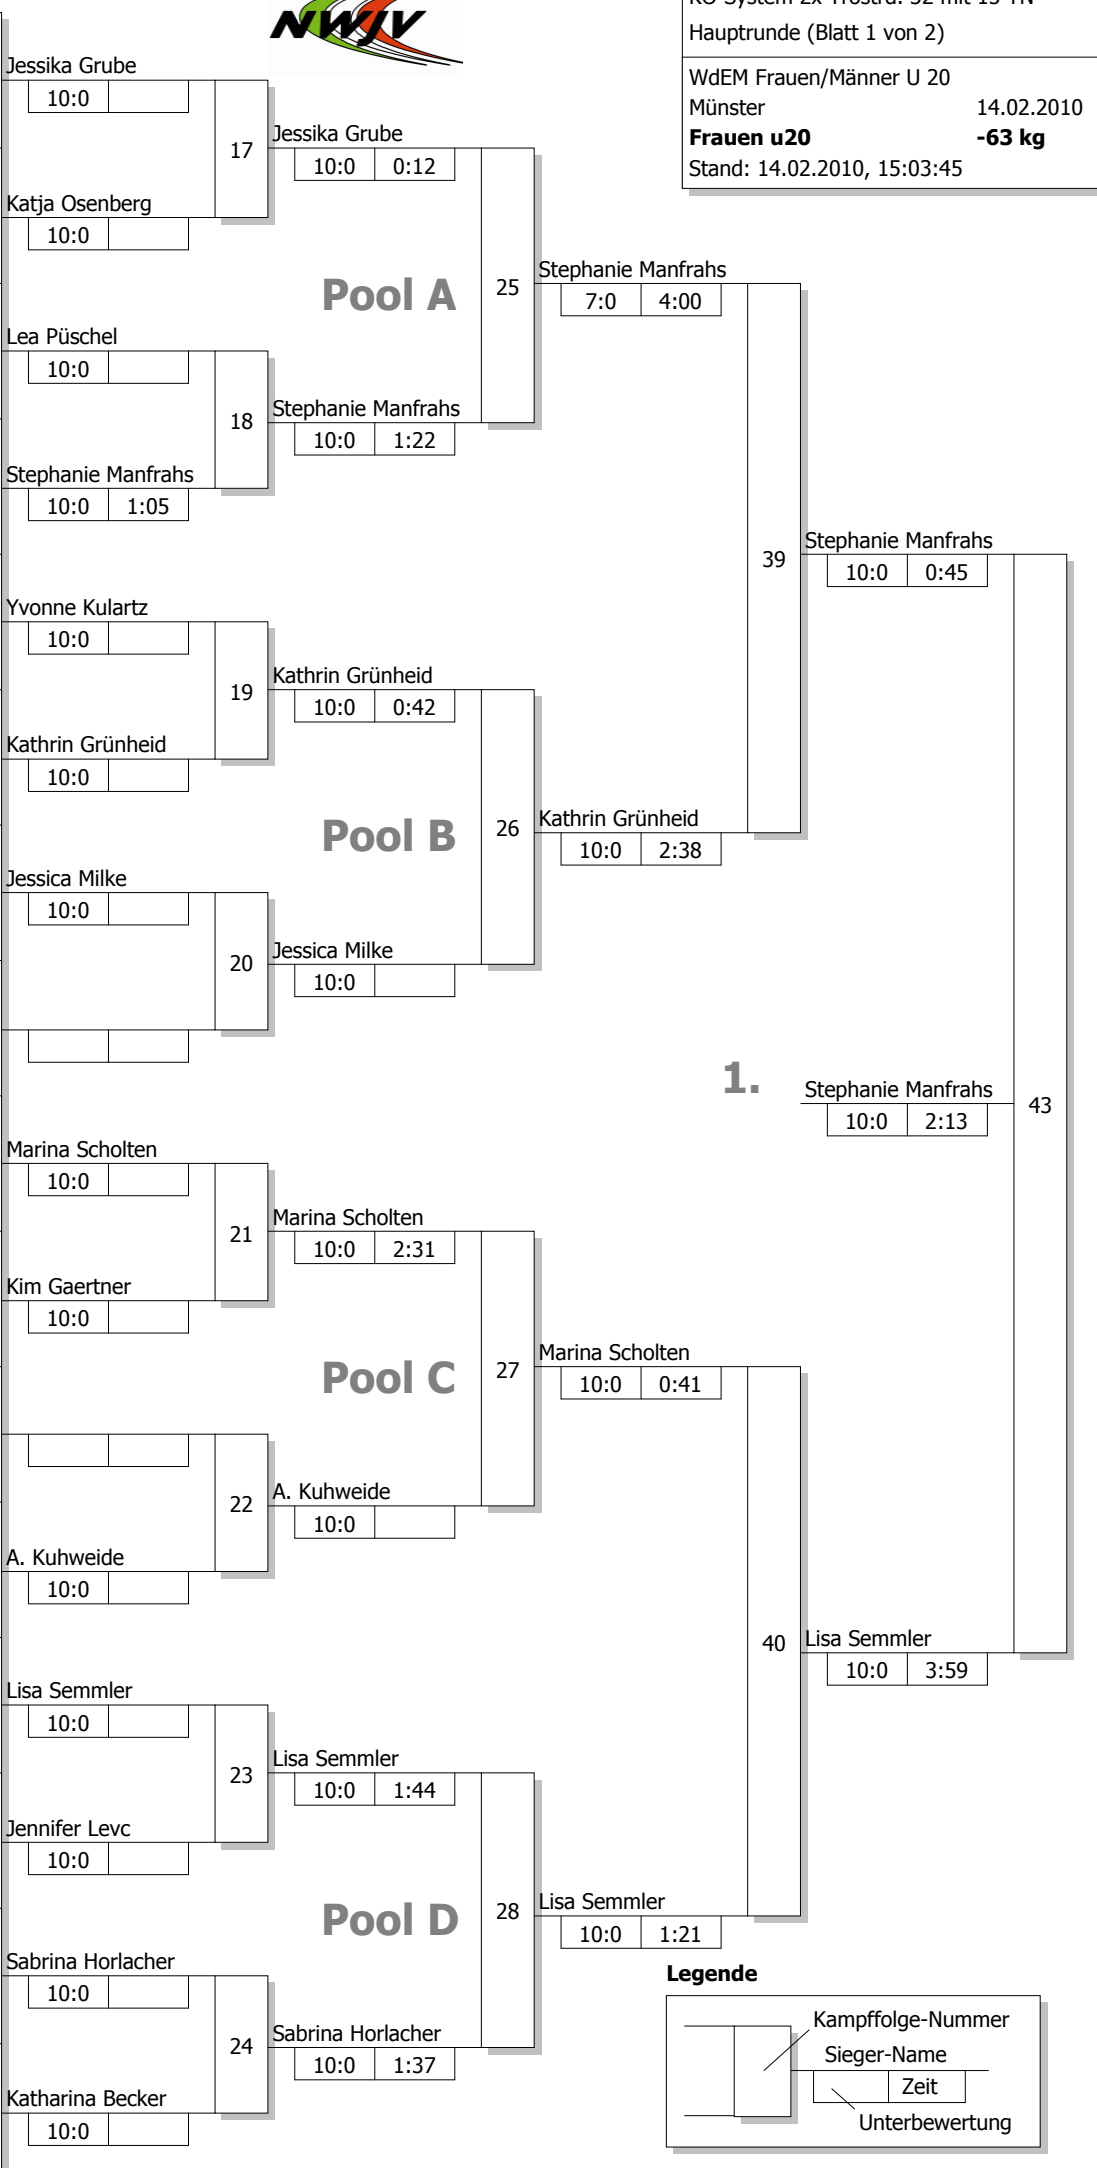 NWJV
Hauptrunde (Blatt 1 von 2)
WdEM Frauen/Männer U 20
Münster 14.02.2010
Frauen u20 -63 kg
Stand: 14.02.2010, 15:03:45
Jessika Grube
10:0
17
Jessika Grube
10:0 0:12
Katja Osenberg
10:0
Pool A
25
Stephanie Manfrahs
7:0 4:00
Lea Püschel
10:0
18
Stephanie Manfrahs
10:0 1:22
Stephanie Manfrahs
10:0 1:05
39
Stephanie Manfrahs
10:0 0:45
Yvonne Kulartz
10:0
19
Kathrin Grünheid
10:0 0:42
Kathrin Grünheid
10:0
Pool B
26
Kathrin Grünheid
10:0 2:38
Jessica Milke
10:0
20
Jessica Milke
10:0
1.
Stephanie Manfrahs
10:0 2:13
43
Marina Scholten
10:0
21
Marina Scholten
10:0 2:31
Kim Gaertner
10:0
Pool C
27
Marina Scholten
10:0 0:41
22
A. Kuhweide
10:0
A. Kuhweide
10:0
40
Lisa Semmler
10:0 3:59
Lisa Semmler
10:0
23
Lisa Semmler
10:0 1:44
Jennifer Levc
10:0
Pool D
28
Lisa Semmler
10:0 1:21
Sabrina Horlacher
10:0
24
Sabrina Horlacher
10:0 1:37
Katharina Becker
10:0
Legende
Kampffolge-Nummer
Sieger-Name
Zeit
Unterbewertung